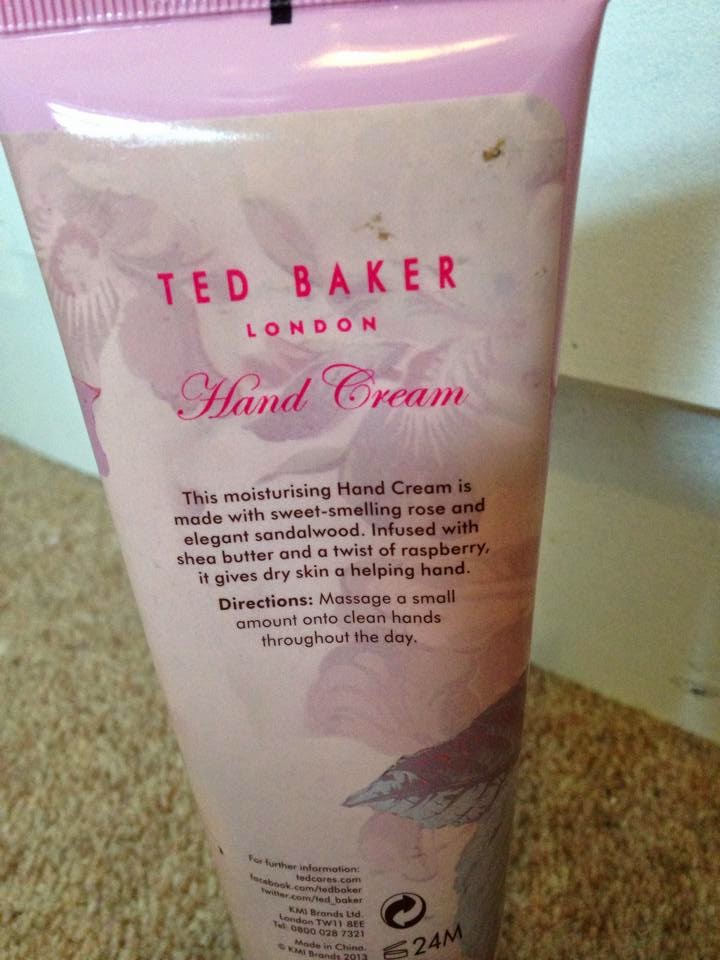 TED BAKER
LONDON
Hand Cream
This moisturising Hand Cream is
made with sweet-smelling rose and
elegant sandalwood. Infused with
shea butter and a twist of raspberry,
it gives dry skin a helping hand.
Directions: Massage a small
amount onto clean hands
throughout the day.
For further information:
tedcares.com
facebook.com/tedbaker
twitter.com/ted_baker
KMI Brands Ltd.
London TW11 8EE
Tel: 0800 028 7321
Made in China.
© KMI Brands 2013
24M